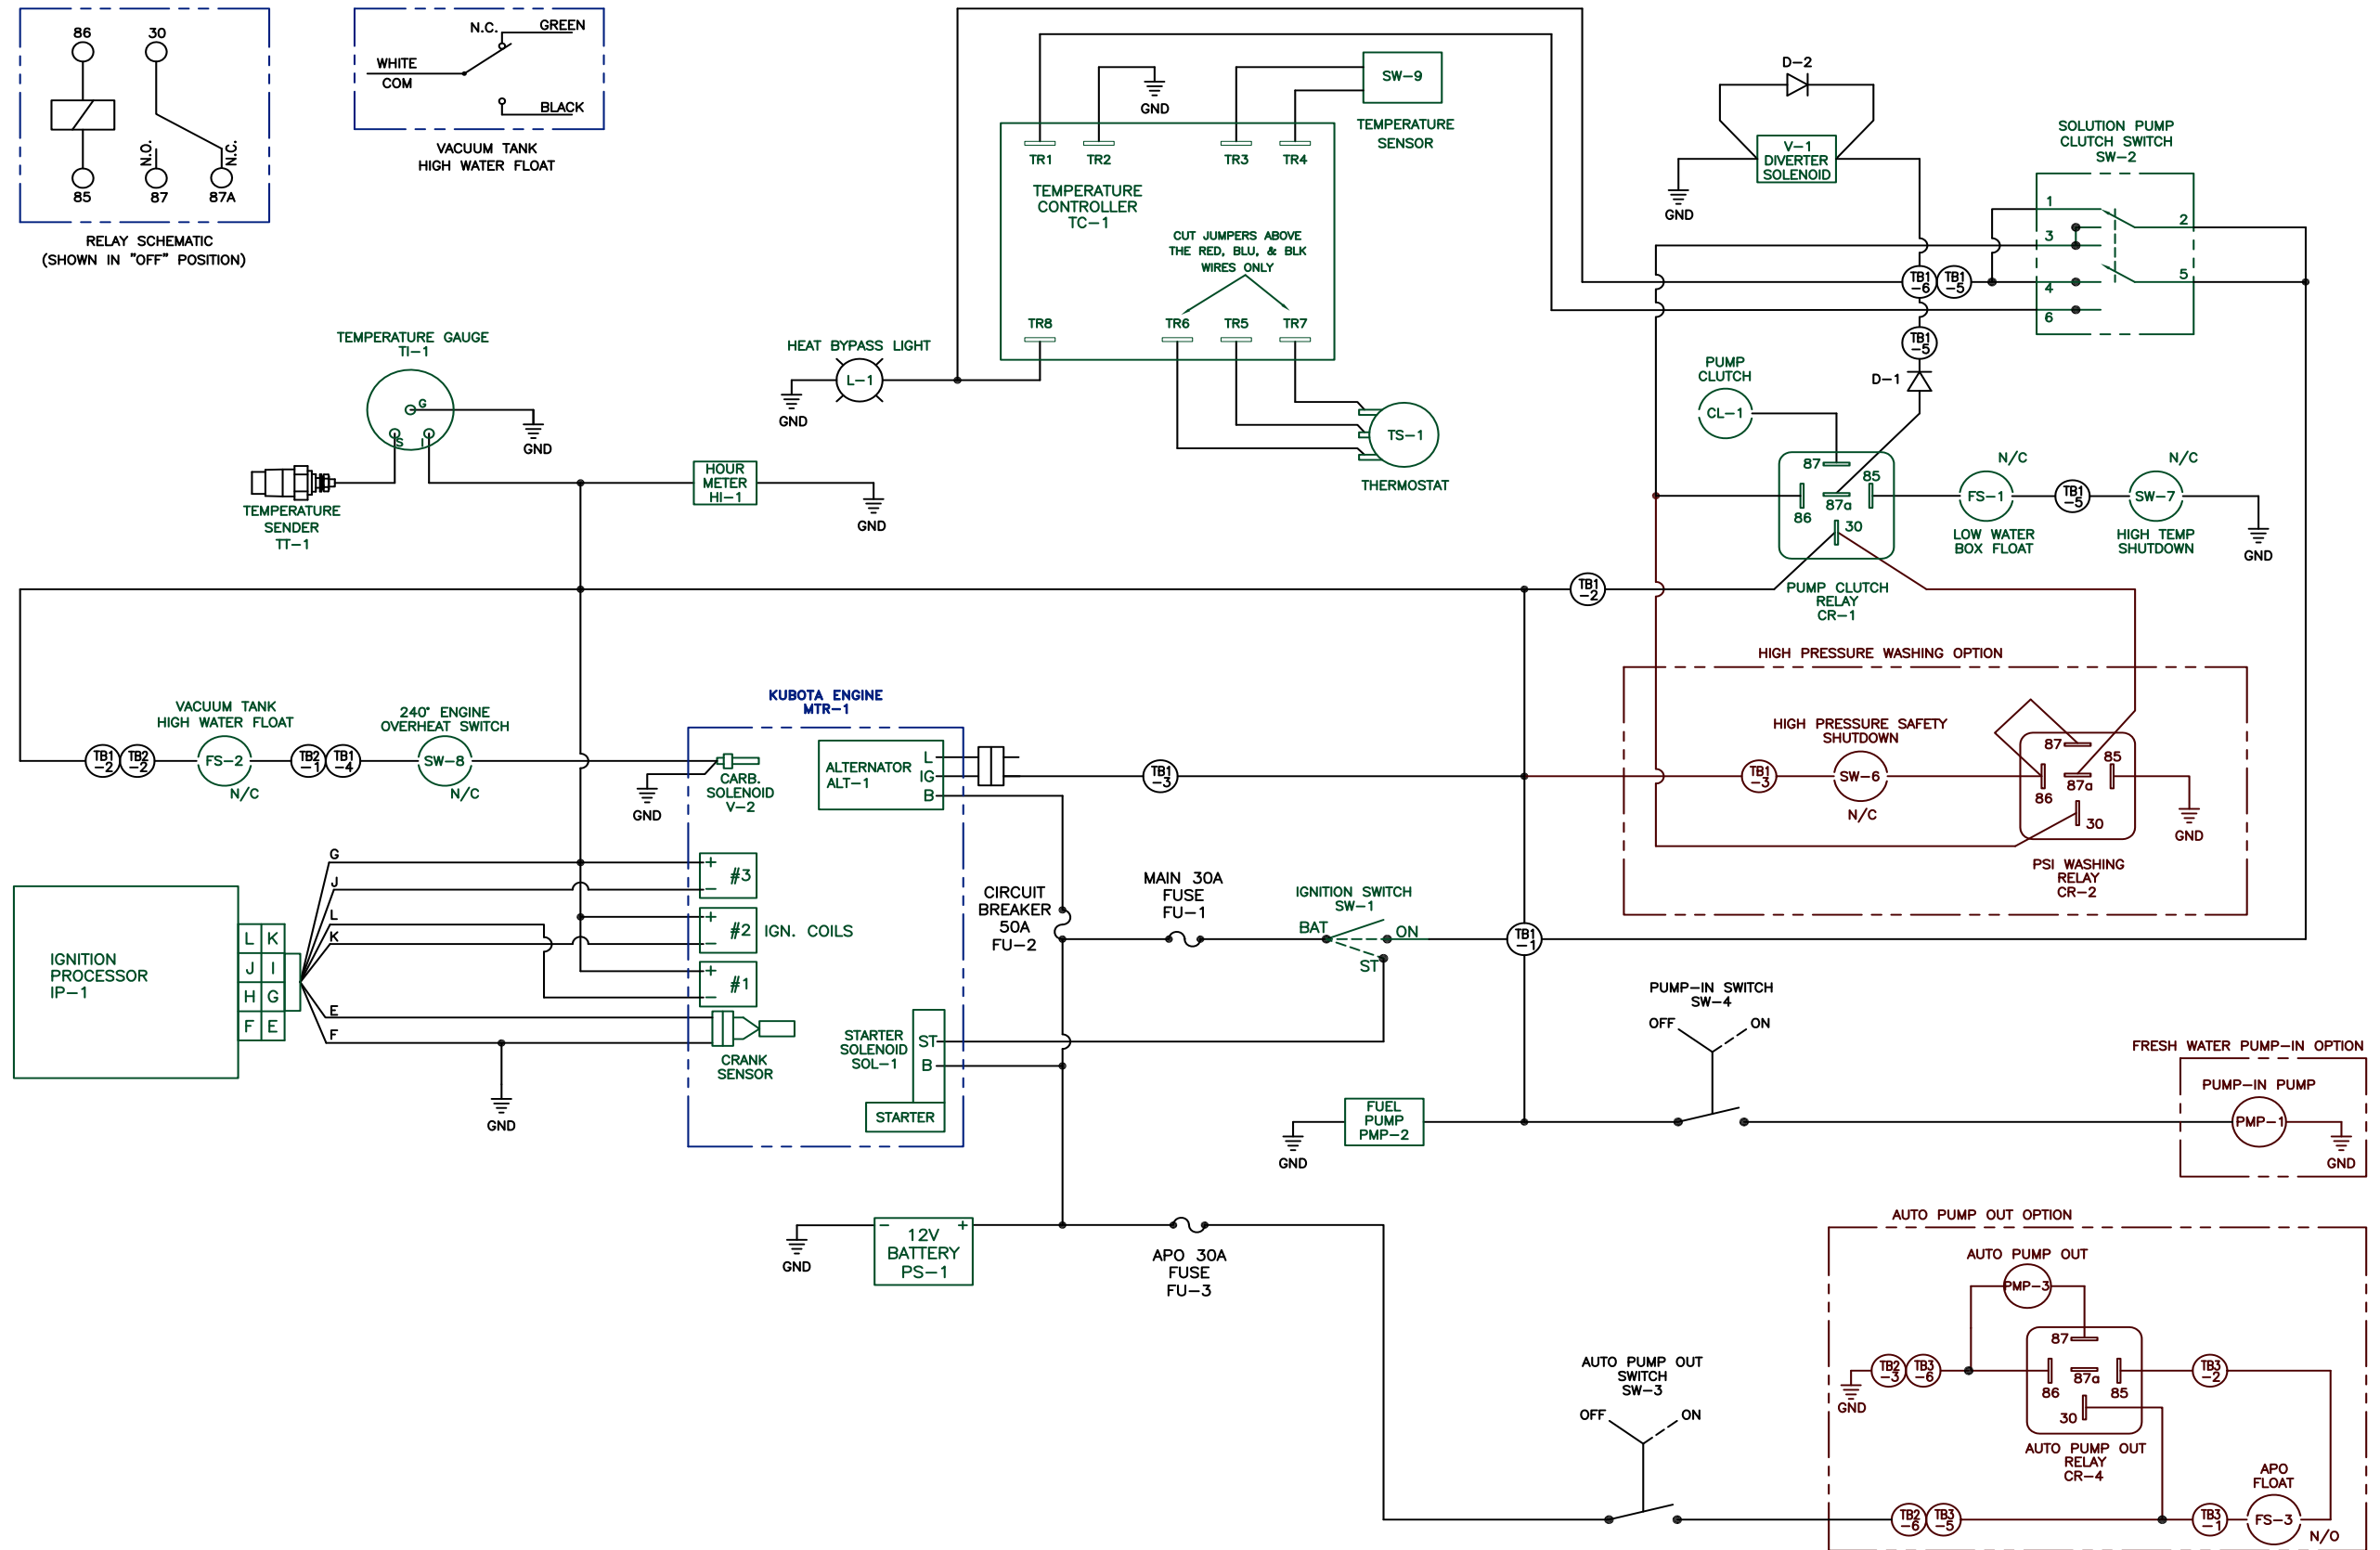 86
30
N.O.
N.C.
85
87
87A
RELAY SCHEMATIC
(SHOWN IN "OFF" POSITION)
N.C.
GREEN
WHITE
COM
BLACK
VACUUM TANK
HIGH WATER FLOAT
GND
SW-9
TEMPERATURE
SENSOR
TR1
TR2
TR3
TR4
TEMPERATURE
CONTROLLER
TC-1
CUT JUMPERS ABOVE
THE RED, BLU, & BLK
WIRES ONLY
TR8
TR6
TR5
TR7
HEAT BYPASS LIGHT
L-1
GND
TS-1
THERMOSTAT
D-2
V-1
DIVERTER
SOLENOID
GND
SOLUTION PUMP
CLUTCH SWITCH
SW-2
1
2
3
4
5
6
TB1
-6
TB1
-5
TB1
-5
D-1
PUMP
CLUTCH
CL-1
87
85
87a
86
30
PUMP CLUTCH
RELAY
CR-1
N/C
FS-1
LOW WATER
BOX FLOAT
TB1
-5
N/C
SW-7
HIGH TEMP
SHUTDOWN
GND
TEMPERATURE GAUGE
TI-1
G
S
I
GND
TEMPERATURE
SENDER
TT-1
HOUR
METER
HI-1
GND
TB1
-2
VACUUM TANK
HIGH WATER FLOAT
TB1
-2
TB2
-2
FS-2
N/C
TB2
-1
TB1
-4
240° ENGINE
OVERHEAT SWITCH
SW-8
N/C
GND
KUBOTA ENGINE
MTR-1
CARB.
SOLENOID
V-2
ALTERNATOR
ALT-1
L
IG
B
TB1
-3
HIGH PRESSURE WASHING OPTION
HIGH PRESSURE SAFETY
SHUTDOWN
TB1
-3
SW-6
N/C
87
85
87a
86
30
GND
PSI WASHING
RELAY
CR-2
G
J
L
K
E
F
IGNITION
PROCESSOR
IP-1
L K
J I
H G
F E
GND
+
-
#3
+
-
#2
IGN. COILS
+
-
#1
CRANK
SENSOR
STARTER
SOLENOID
SOL-1
ST
B
STARTER
CIRCUIT
BREAKER
50A
FU-2
MAIN 30A
FUSE
FU-1
IGNITION SWITCH
SW-1
BAT
ON
ST
TB1
-1
PUMP-IN SWITCH
SW-4
OFF
ON
FUEL
PUMP
PMP-2
GND
FRESH WATER PUMP-IN OPTION
PUMP-IN PUMP
PMP-1
GND
- +
12V
BATTERY
PS-1
GND
APO 30A
FUSE
FU-3
AUTO PUMP OUT
SWITCH
SW-3
OFF
ON
AUTO PUMP OUT OPTION
AUTO PUMP OUT
PMP-3
87
87a
86
85
30
TB2
-3
TB3
-6
GND
TB3
-2
AUTO PUMP OUT
RELAY
CR-4
TB2
-6
TB3
-5
TB3
-1
APO
FLOAT
FS-3
N/O